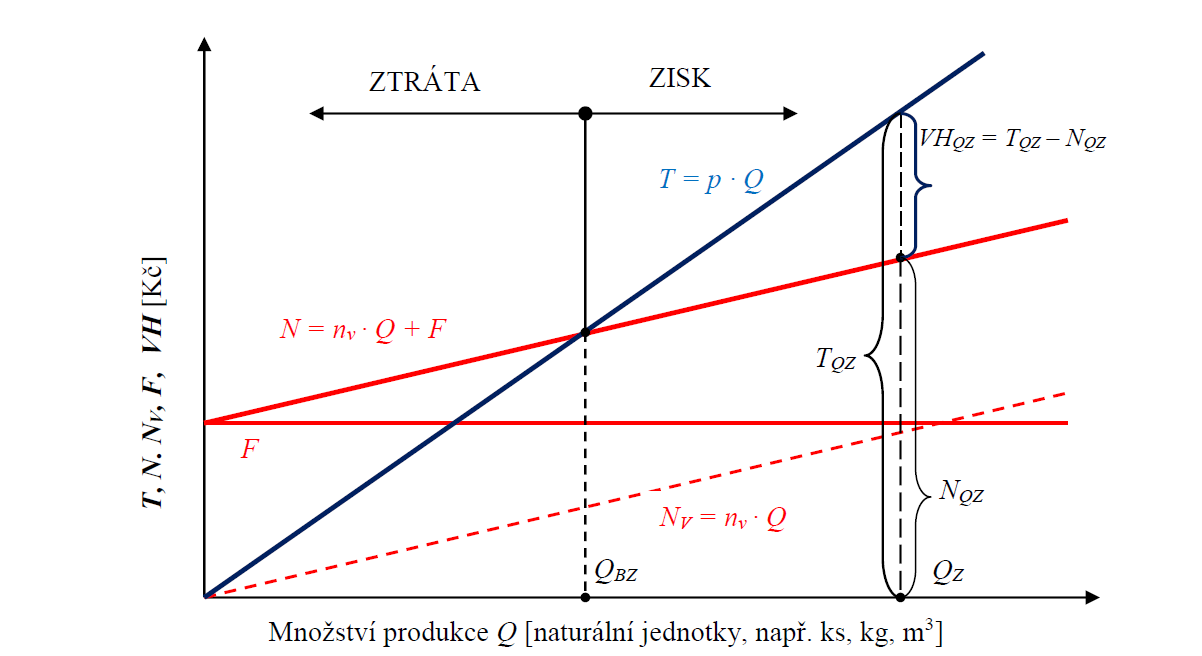 ZTRÁTA
ZISK
VH_QZ = T_QZ – N_QZ
T = p · Q
T, N. N_V, F, VH [Kč]
N = n_v · Q + F
T_QZ
F
N_QZ
N_V = n_v · Q
Q_BZ
Q_Z
Množství produkce Q [naturální jednotky, např. ks, kg, m³]